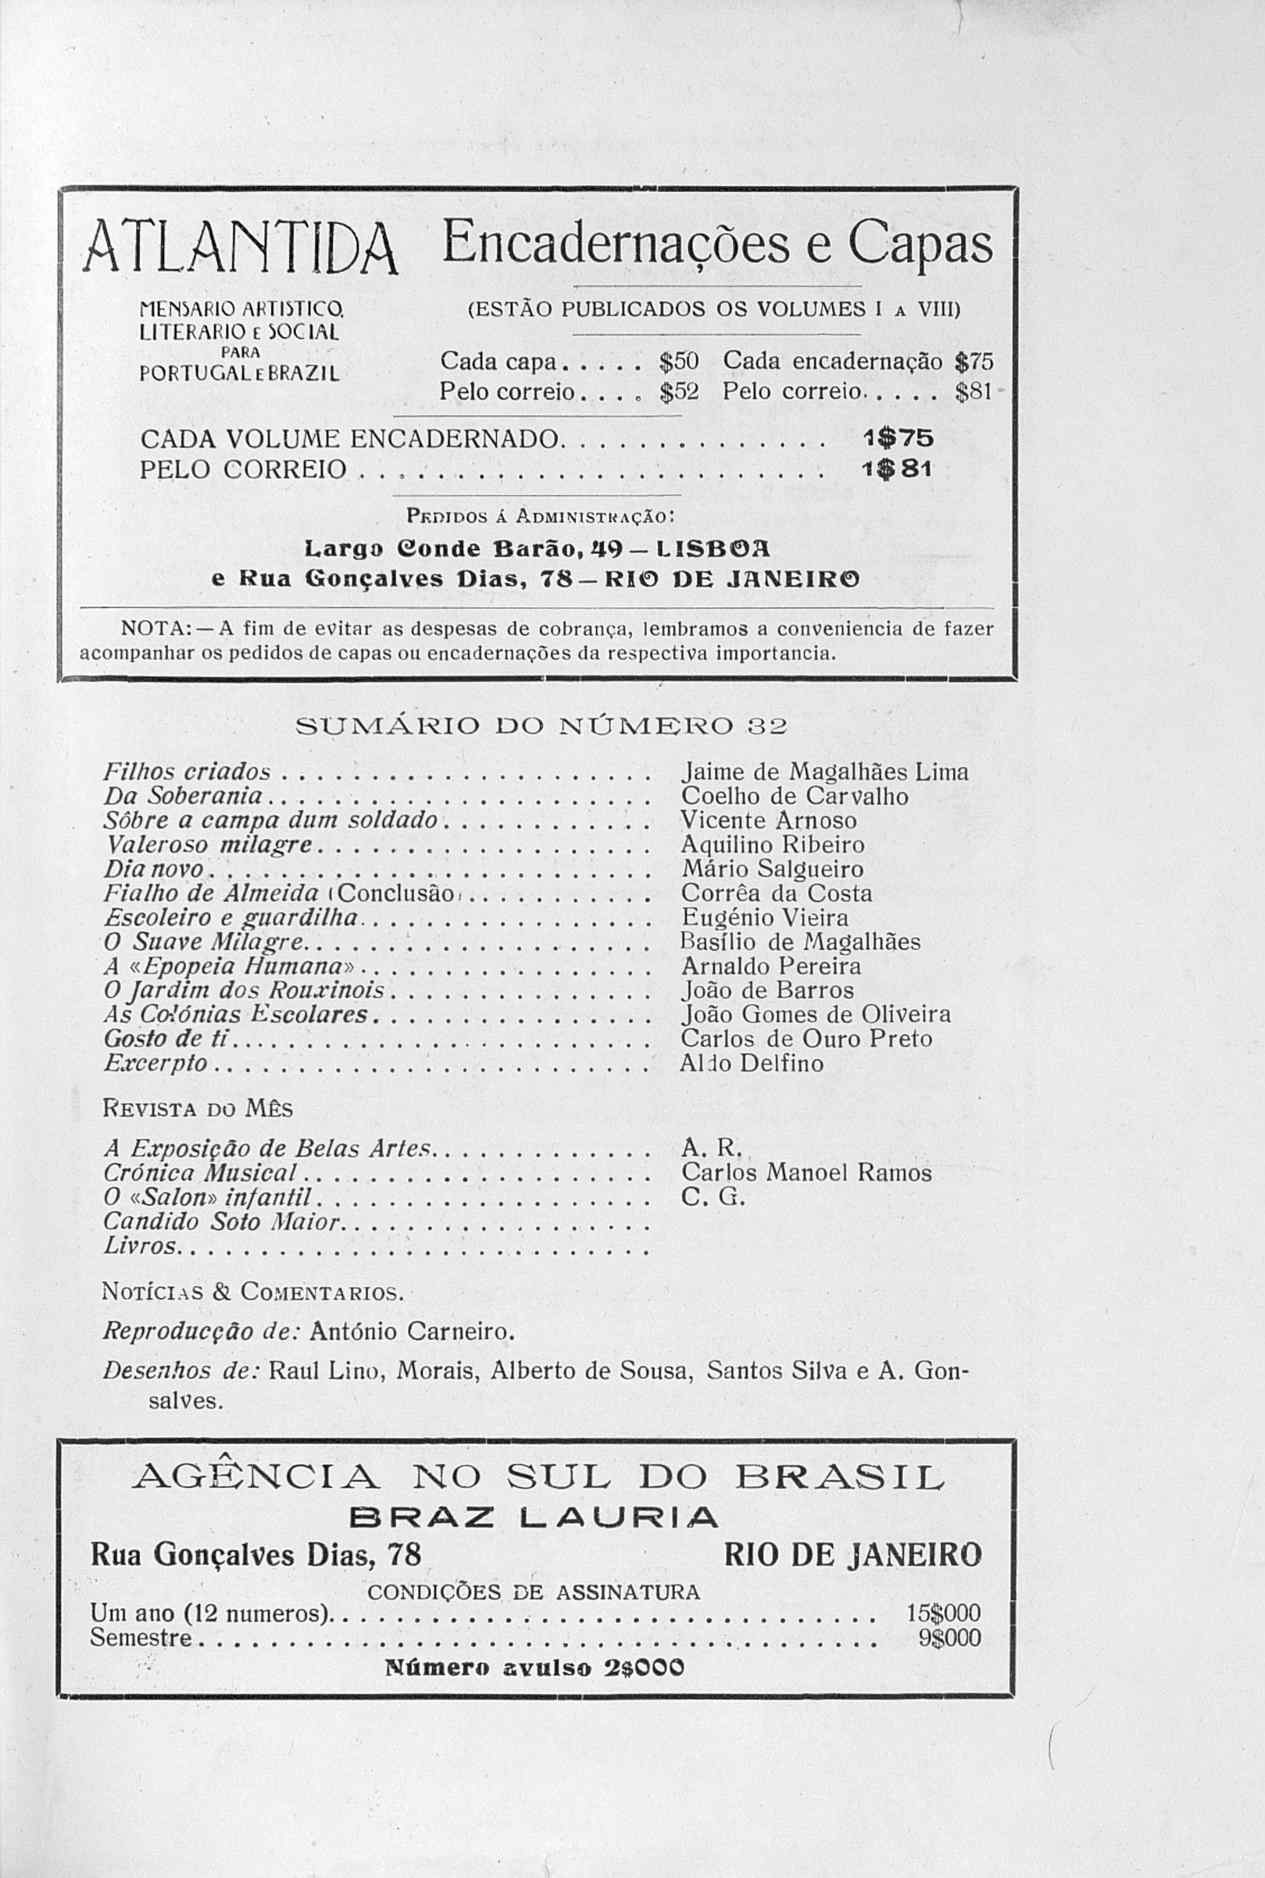 ATLANTIDA
MENSARIO ARTISTICO,
LITERARIO E SOCIAL
PARA
PORTUGAL E BRAZIL
Encadernações e Capas
(ESTÃO PUBLICADOS OS VOLUMES I A VIII)
Cada capa..... $50 Cada encadernação $75
Pelo correio.... $52 Pelo correio..... $81
CADA VOLUME ENCADERNADO.............. 1$75
PELO CORREIO...................... 1$81
PEDIDOS Á ADMINISTRAÇÃO:
Largo Conde Barão, 49 — LISBOA
e Rua Gonçalves Dias, 78 — RIO DE JANEIRO
NOTA: — A fim de evitar as despesas de cobrança, lembramos a conveniencia de fazer
acompanhar os pedidos de capas ou encadernações da respectiva importancia.
SUMÁRIO DO NÚMERO 32
Filhos criados..................... Jaime de Magalhães Lima
Da Soberania...................... Coelho de Carvalho
Sôbre a campa dum soldado............ Vicente Arnoso
Valeroso milagre................... Aquilino Ribeiro
Dia novo......................... Mário Salgueiro
Fialho de Almeida (Conclusão)........... Corrêa da Costa
Escoleiro e guardilha................. Eugénio Vieira
O Suave Milagre.................... Basílio de Magalhães
A «Epopeia Humana»................ Arnaldo Pereira
O Jardim dos Rouxinois............... João de Barros
As Colónias Escolares................ João Gomes de Oliveira
Gosto de ti........................ Carlos de Ouro Preto
Excerpto......................... Aldo Delfino
REVISTA DO MÊS
A Exposição de Belas Artes............. A. R.
Crónica Musical.................... Carlos Manoel Ramos
O «Salon» infantil................... C. G.
Candido Soto Maior..................
Livros...........................
NOTÍCIAS & COMENTARIOS.
Reproducção de: António Carneiro.
Desenhos de: Raul Lino, Morais, Alberto de Sousa, Santos Silva e A. Gon-
salves.
AGÊNCIA NO SUL DO BRASIL
BRAZ LAURIA
Rua Gonçalves Dias, 78 RIO DE JANEIRO
CONDIÇÕES DE ASSINATURA
Um ano (12 numeros)............................... 15$000
Semestre...................................... 9$000
Número avulso 2$000